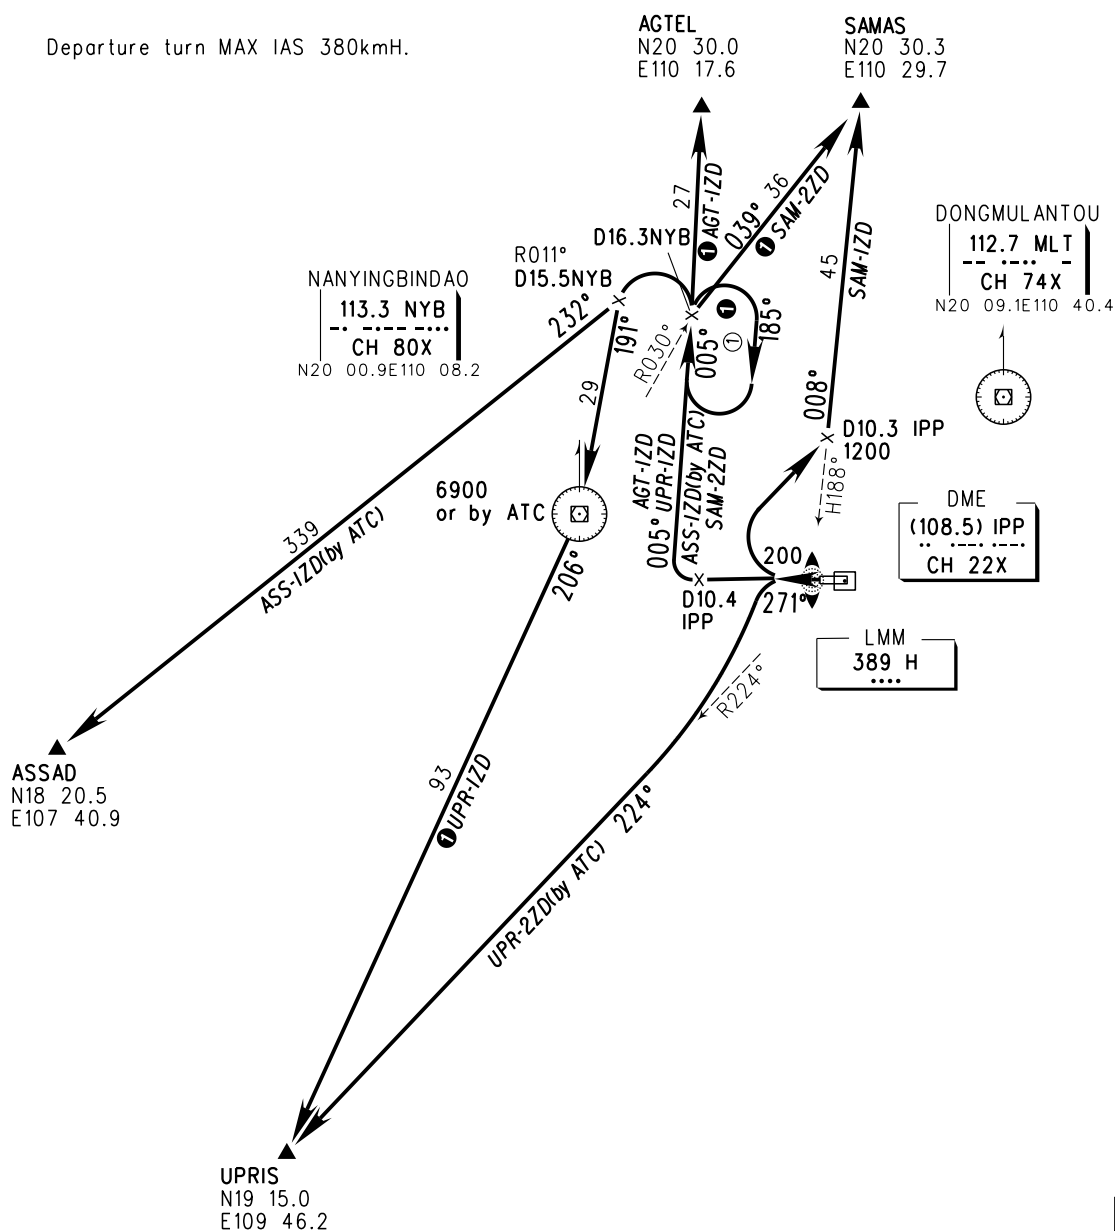 Departure turn MAX IAS 380kmH.
AGTEL
N20 30.0
E110 17.6
SAMAS
N20 30.3
E110 29.7
27
❶ AGT-1ZD
039° 36
❶ SAM-2ZD
45
SAM-1ZD
DONGMULANTOU
112.7 MLT
CH 74X
N20 09.1E110 40.4
D16.3NYB
R011°
D15.5NYB
NANYINGBINDAO
113.3 NYB
CH 80X
N20 00.9E110 08.2
232°
191°
29
R030°
005°
❶
①
185°
008°
D10.3 IPP
1200
H188°
6900
or by ATC
AGT-1ZD
005° UPR-1ZD
ASS-1ZD(by ATC)
SAM-2ZD
339
ASS-1ZD(by ATC)
206°
DME
(108.5) IPP
CH 22X
200
271°
D10.4
IPP
LMM
389 H
R224°
ASSAD
N18 20.5
E107 40.9
93
❶UPR-1ZD
224°
UPR-2ZD(by ATC)
UPRIS
N19 15.0
E109 46.2